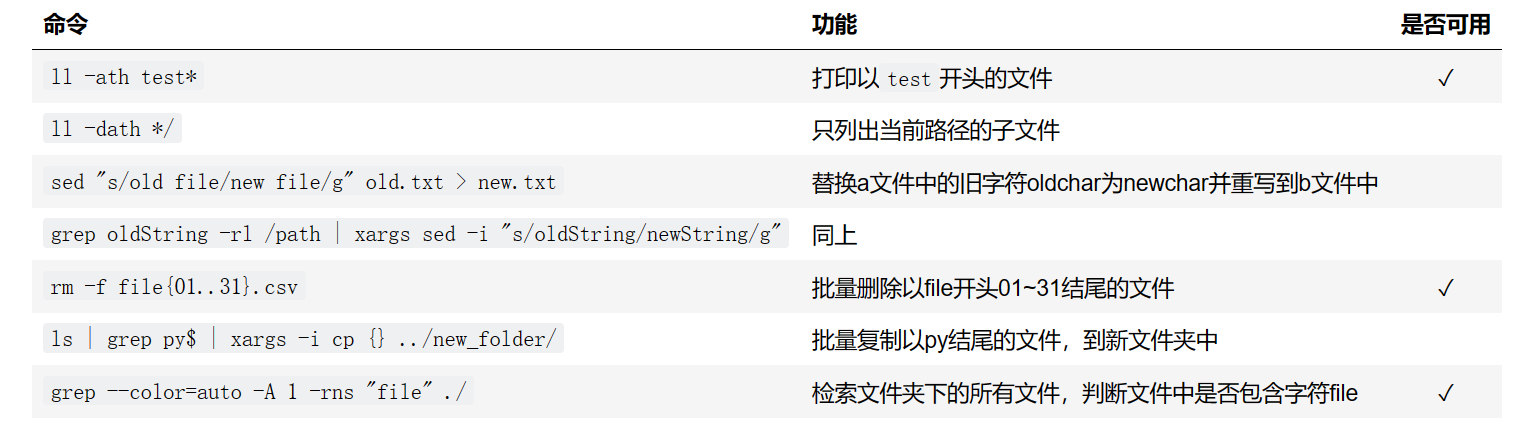 命令 功能 是否可用
ll -ath test* 打印以 test 开头的文件 ✓
ll -dath */ 只列出当前路径的子文件
sed "s/old file/new file/g" old.txt > new.txt 替换a文件中的旧字符oldchar为newchar并重写到b文件中
grep oldString -rl /path | xargs sed -i "s/oldString/newString/g" 同上
rm -f file{01..31}.csv 批量删除以file开头01~31结尾的文件 ✓
ls | grep py$ | xargs -i cp {} ../new_folder/ 批量复制以py结尾的文件，到新文件夹中
grep --color=auto -A 1 -rns "file" ./ 检索文件夹下的所有文件，判断文件中是否包含字符file ✓